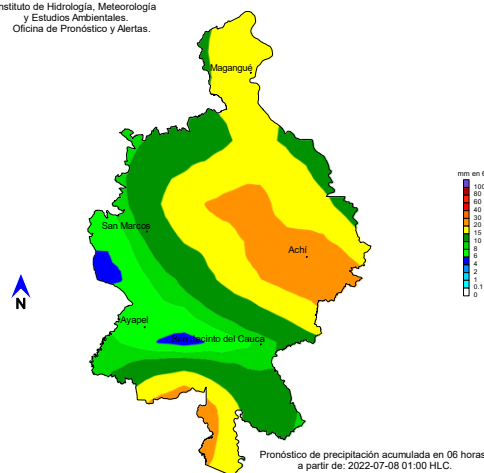 nstituto de Hidrología, Meteorología
y Estudios Ambientales.
Oficina de Pronóstico y Alertas.
Magangué
mm en 6
100
80
60
40
30
20
15
10
8
6
4
2
1
0.1
0
San Marcos
Achí
N
Ayapel
San Jacinto del Cauca
Pronóstico de precipitación acumulada en 06 horas
a partir de: 2022-07-08 01:00 HLC.